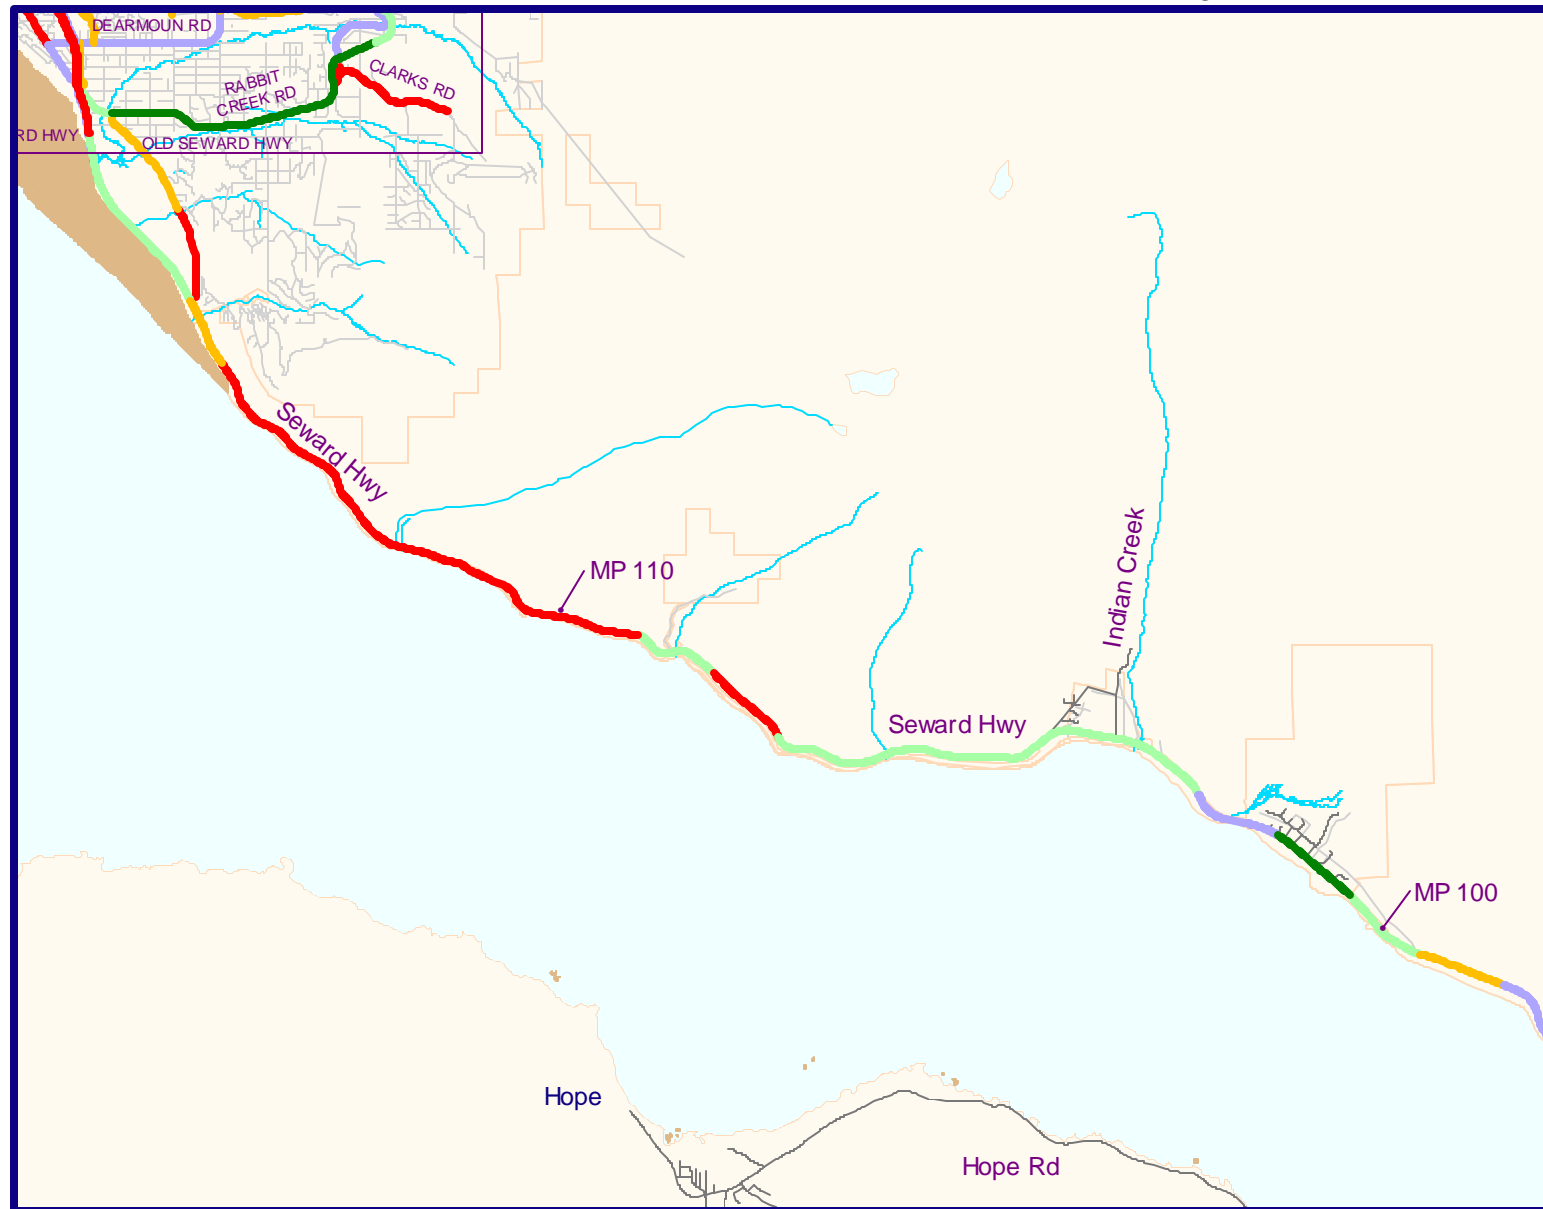 DEARMOUN RD
CLARKS RD
RABBIT
CREEK RD
RD HWY
OLD SEWARD HWY
Seward Hwy
Indian Creek
MP 110
Seward Hwy
MP 100
Hope
Hope Rd